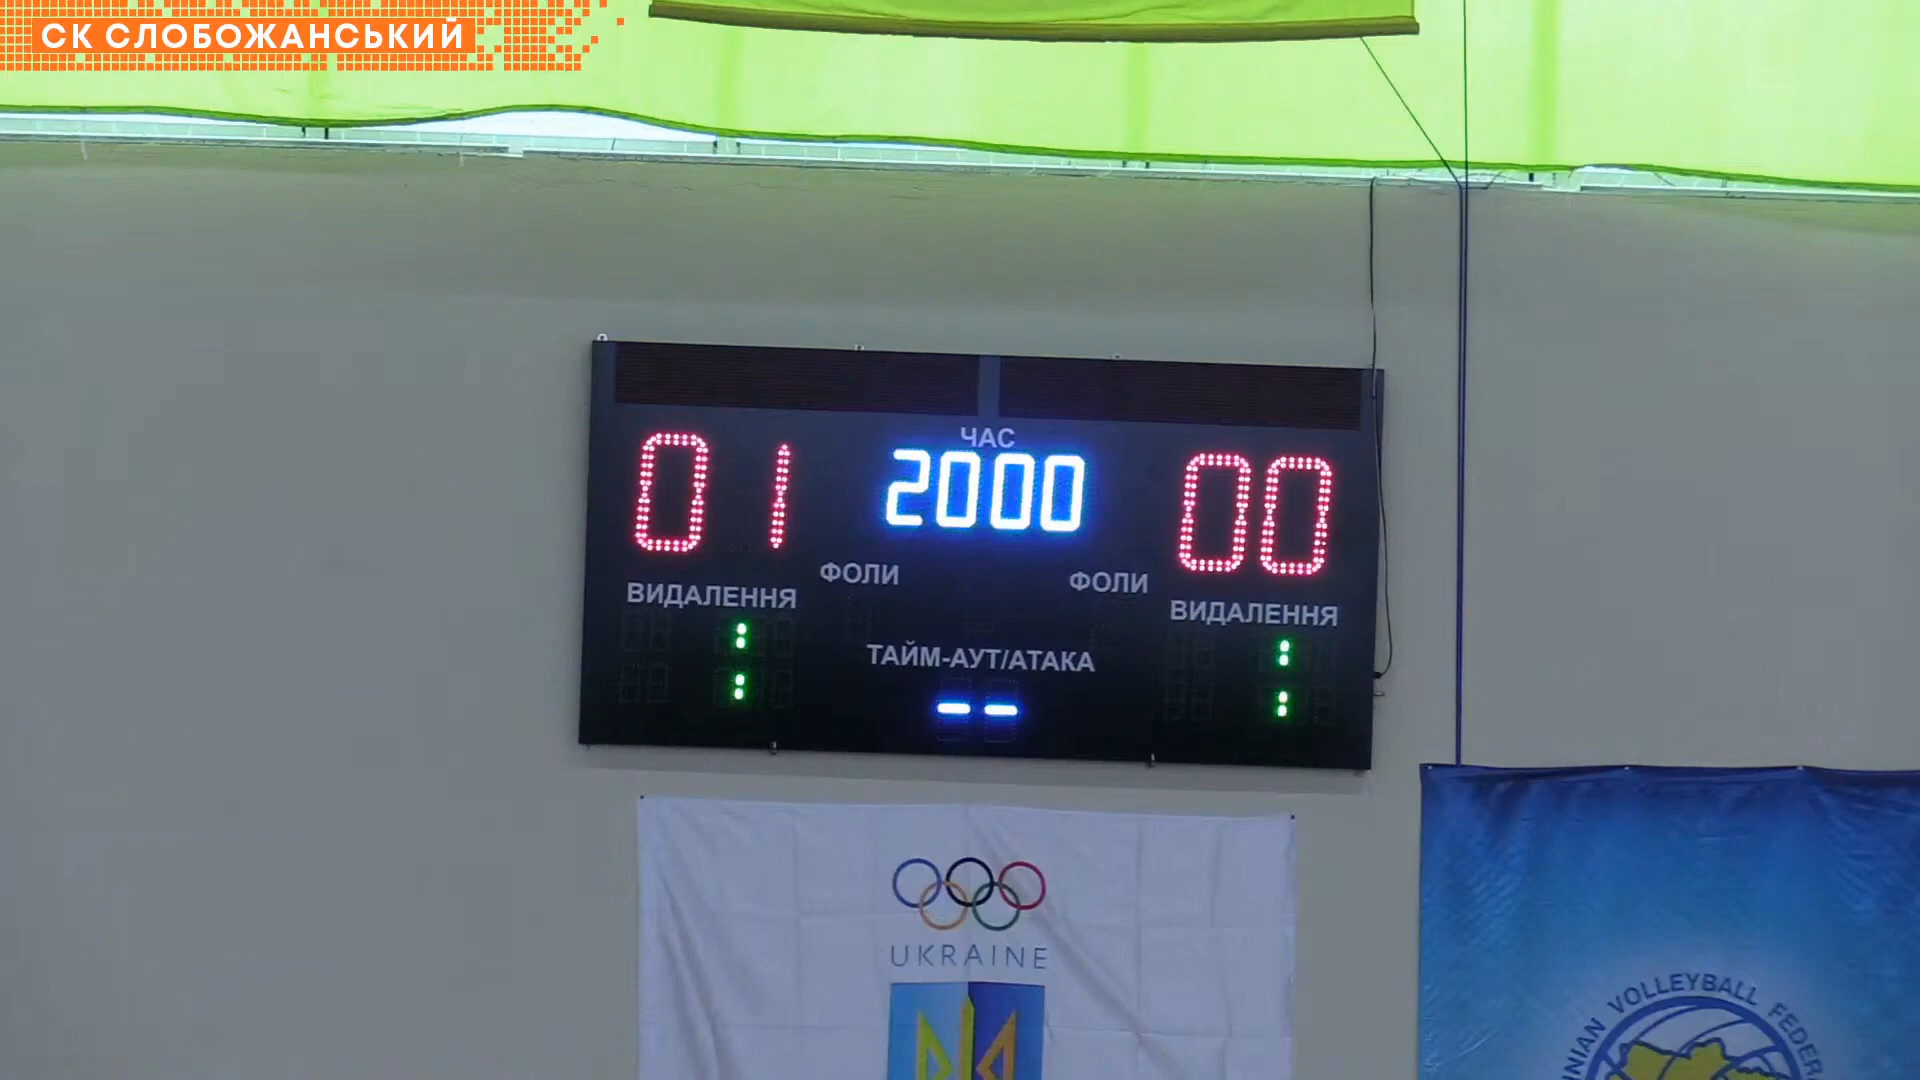 СК СЛОБОЖАНСЬКИЙ
ЧАС
01 2000 00
ФОЛИ ФОЛИ
ВИДАЛЕННЯ ВИДАЛЕННЯ
: :
ТАЙМ-АУТ/АТАКА
: -- :
UKRAINE
VOLLEYBALL